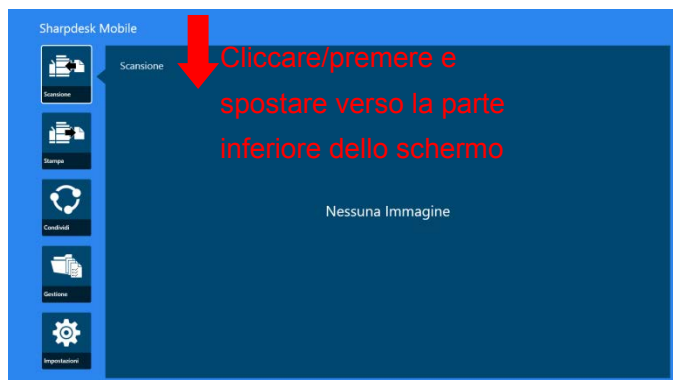 Sharpdesk Mobile
Scansione
Scansione
Cliccare/premere e
spostare verso la parte
inferiore dello schermo
Stampa
Nessuna Immagine
Condividi
Gestione
Impostazioni